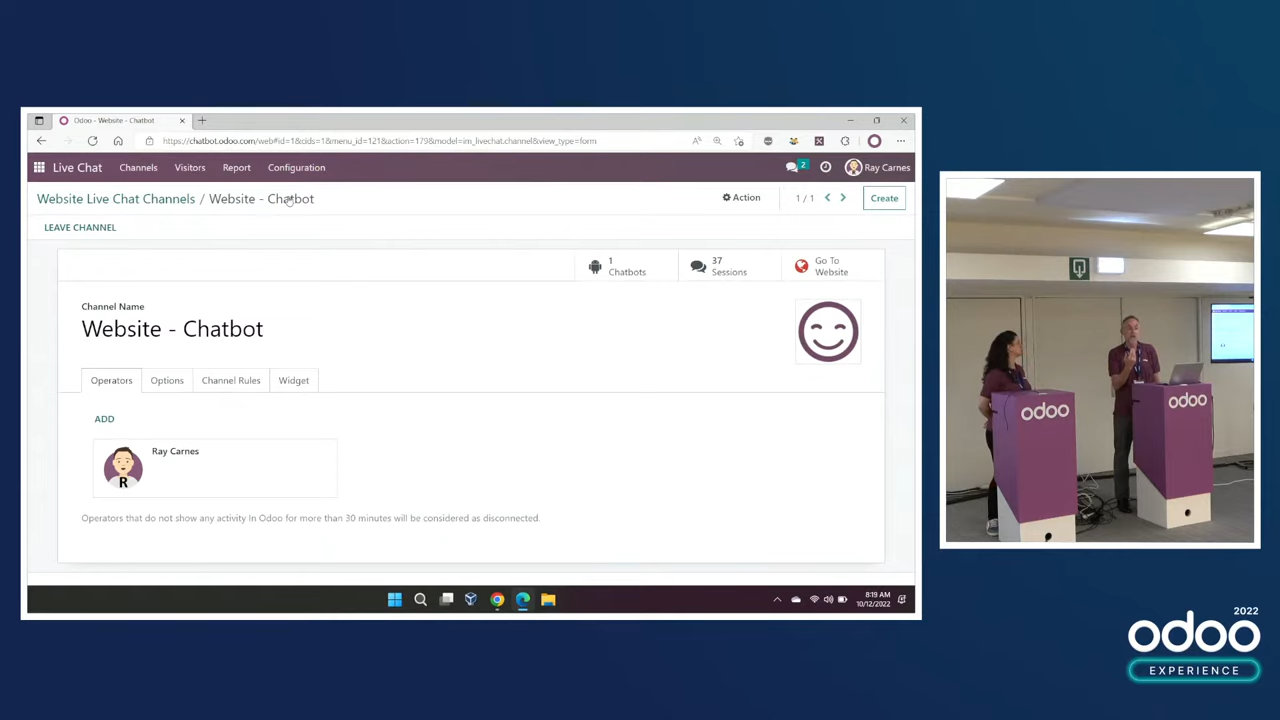 Odoo - Website - Chatbot
https://chatbot.odoo.com/web#id=1&cids=1&menu_id=121&action=179&model=im_livechat.channel&view_type=form
Live Chat Channels Visitors Report Configuration 2 Ray Carnes
Website Live Chat Channels / Website - Chatbot Action 1 / 1 Create
LEAVE CHANNEL
1 Chatbots
37 Sessions
Go To Website
Channel Name
Website - Chatbot
Operators Options Channel Rules Widget
ADD
Ray Carnes
R
Operators that do not show any activity In Odoo for more than 30 minutes will be considered as disconnected.
8:19 AM
10/12/2022
odoo
odoo
2022
odoo
EXPERIENCE